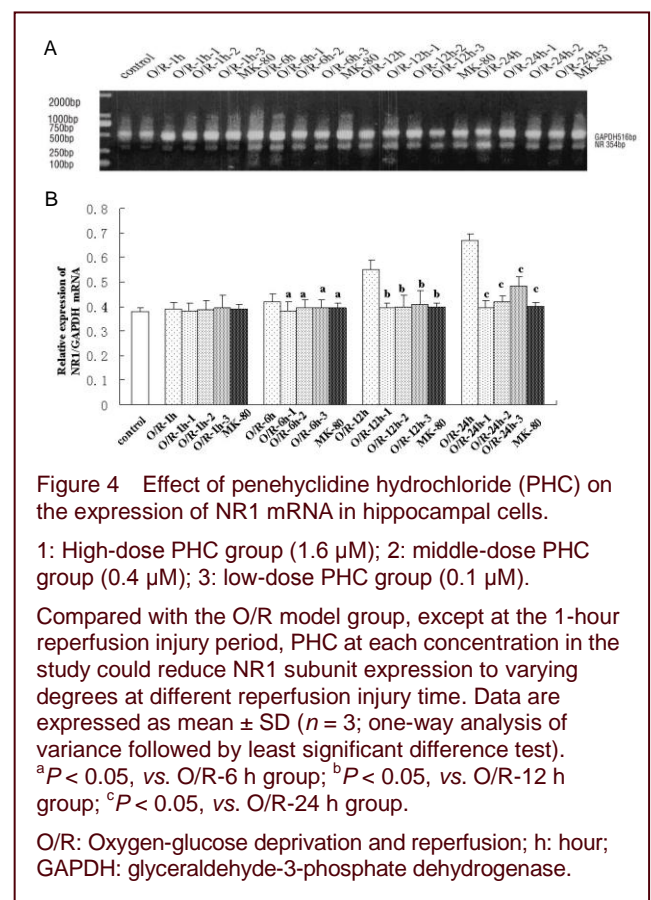 A
control O/R-1h O/R-1h-1 O/R-1h-2 O/R-1h-3 MK-80 O/R-6h O/R-6h-1 O/R-6h-2 O/R-6h-3 MK-80 O/R-12h O/R-12h-1 O/R-12h-2 O/R-12h-3 MK-80 O/R-24h O/R-24h-1 O/R-24h-2 O/R-24h-3 MK-80
2000bp
1000bp
750bp
500bp
250bp
100bp
GAPDH516bp
NR 354bp
B
Relative expression of
NR1/GAPDH mRNA
0.8
0.7
0.6
0.5
0.4
0.3
0.2
0.1
0
a a a a b b b b c c c c
control O/R-1h O/R-1h-1 O/R-1h-2 O/R-1h-3 MK-80 O/R-6h O/R-6h-1 O/R-6h-2 O/R-6h-3 MK-80 O/R-12h O/R-12h-1 O/R-12h-2 O/R-12h-3 MK-80 O/R-24h O/R-24h-1 O/R-24h-2 O/R-24h-3 MK-80
Figure 4 Effect of penehyclidine hydrochloride (PHC) on
the expression of NR1 mRNA in hippocampal cells.
1: High-dose PHC group (1.6 μM); 2: middle-dose PHC
group (0.4 μM); 3: low-dose PHC group (0.1 μM).
Compared with the O/R model group, except at the 1-hour
reperfusion injury period, PHC at each concentration in the
study could reduce NR1 subunit expression to varying
degrees at different reperfusion injury time. Data are
expressed as mean ± SD (n = 3; one-way analysis of
variance followed by least significant difference test).
aP < 0.05, vs. O/R-6 h group; bP < 0.05, vs. O/R-12 h
group; cP < 0.05, vs. O/R-24 h group.
O/R: Oxygen-glucose deprivation and reperfusion; h: hour;
GAPDH: glyceraldehyde-3-phosphate dehydrogenase.